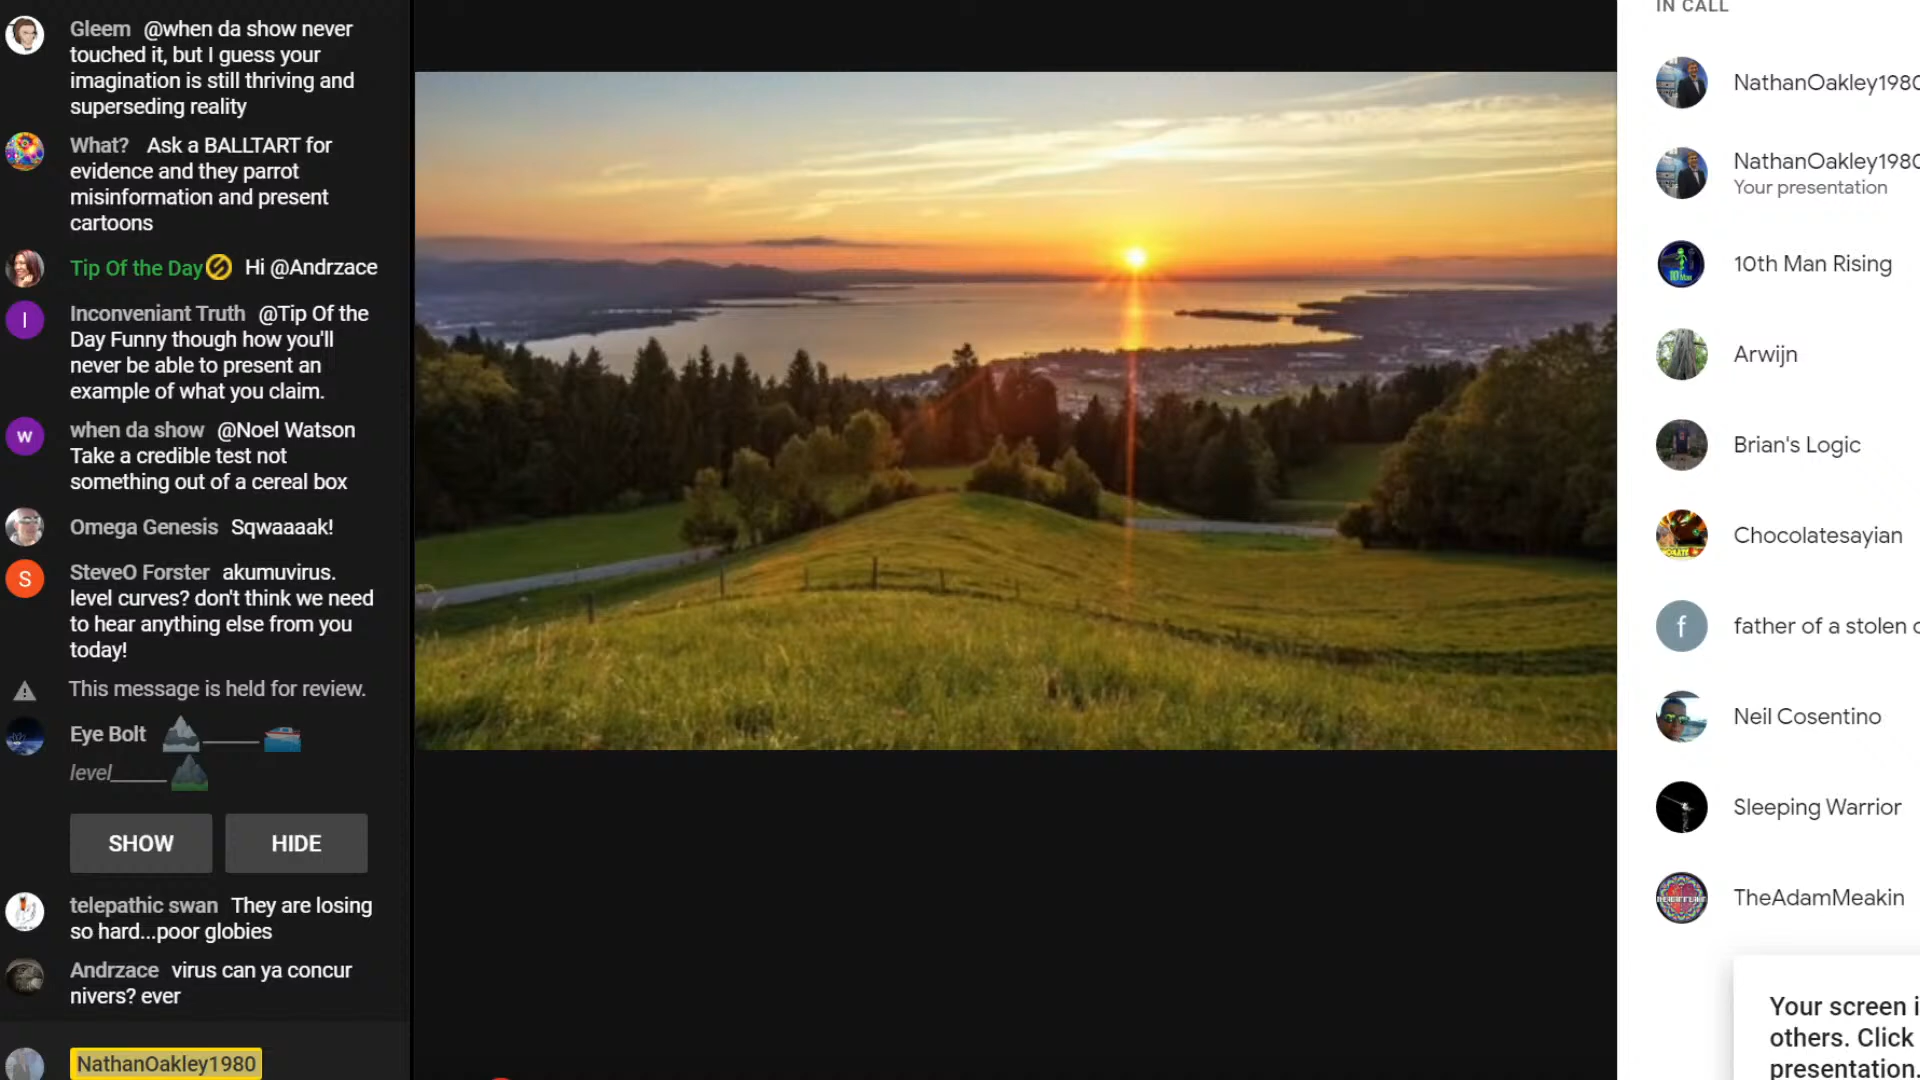 Gleem @when da show never
touched it, but I guess your
imagination is still thriving and
superseding reality
What? Ask a BALLTART for
evidence and they parrot
misinformation and present
cartoons
Tip Of the Day Hi @Andrzace
I
Inconveniant Truth @Tip Of the
Day Funny though how you'll
never be able to present an
example of what you claim.
w
when da show @Noel Watson
Take a credible test not
something out of a cereal box
Omega Genesis Sqwaaaak!
S
SteveO Forster akumuvirus.
level curves? don't think we need
to hear anything else from you
today!
This message is held for review.
Eye Bolt ______
level______
SHOW HIDE
telepathic swan They are losing
so hard...poor globies
Andrzace virus can ya concur
nivers? ever
NathanOakley1980
IN CALL
NathanOakley1980
NathanOakley1980
Your presentation
10th Man Rising
Arwijn
Brian's Logic
Chocolatesayian
f
father of a stolen
Neil Cosentino
Sleeping Warrior
TheAdamMeakin
Your screen i
others. Click
presentation.